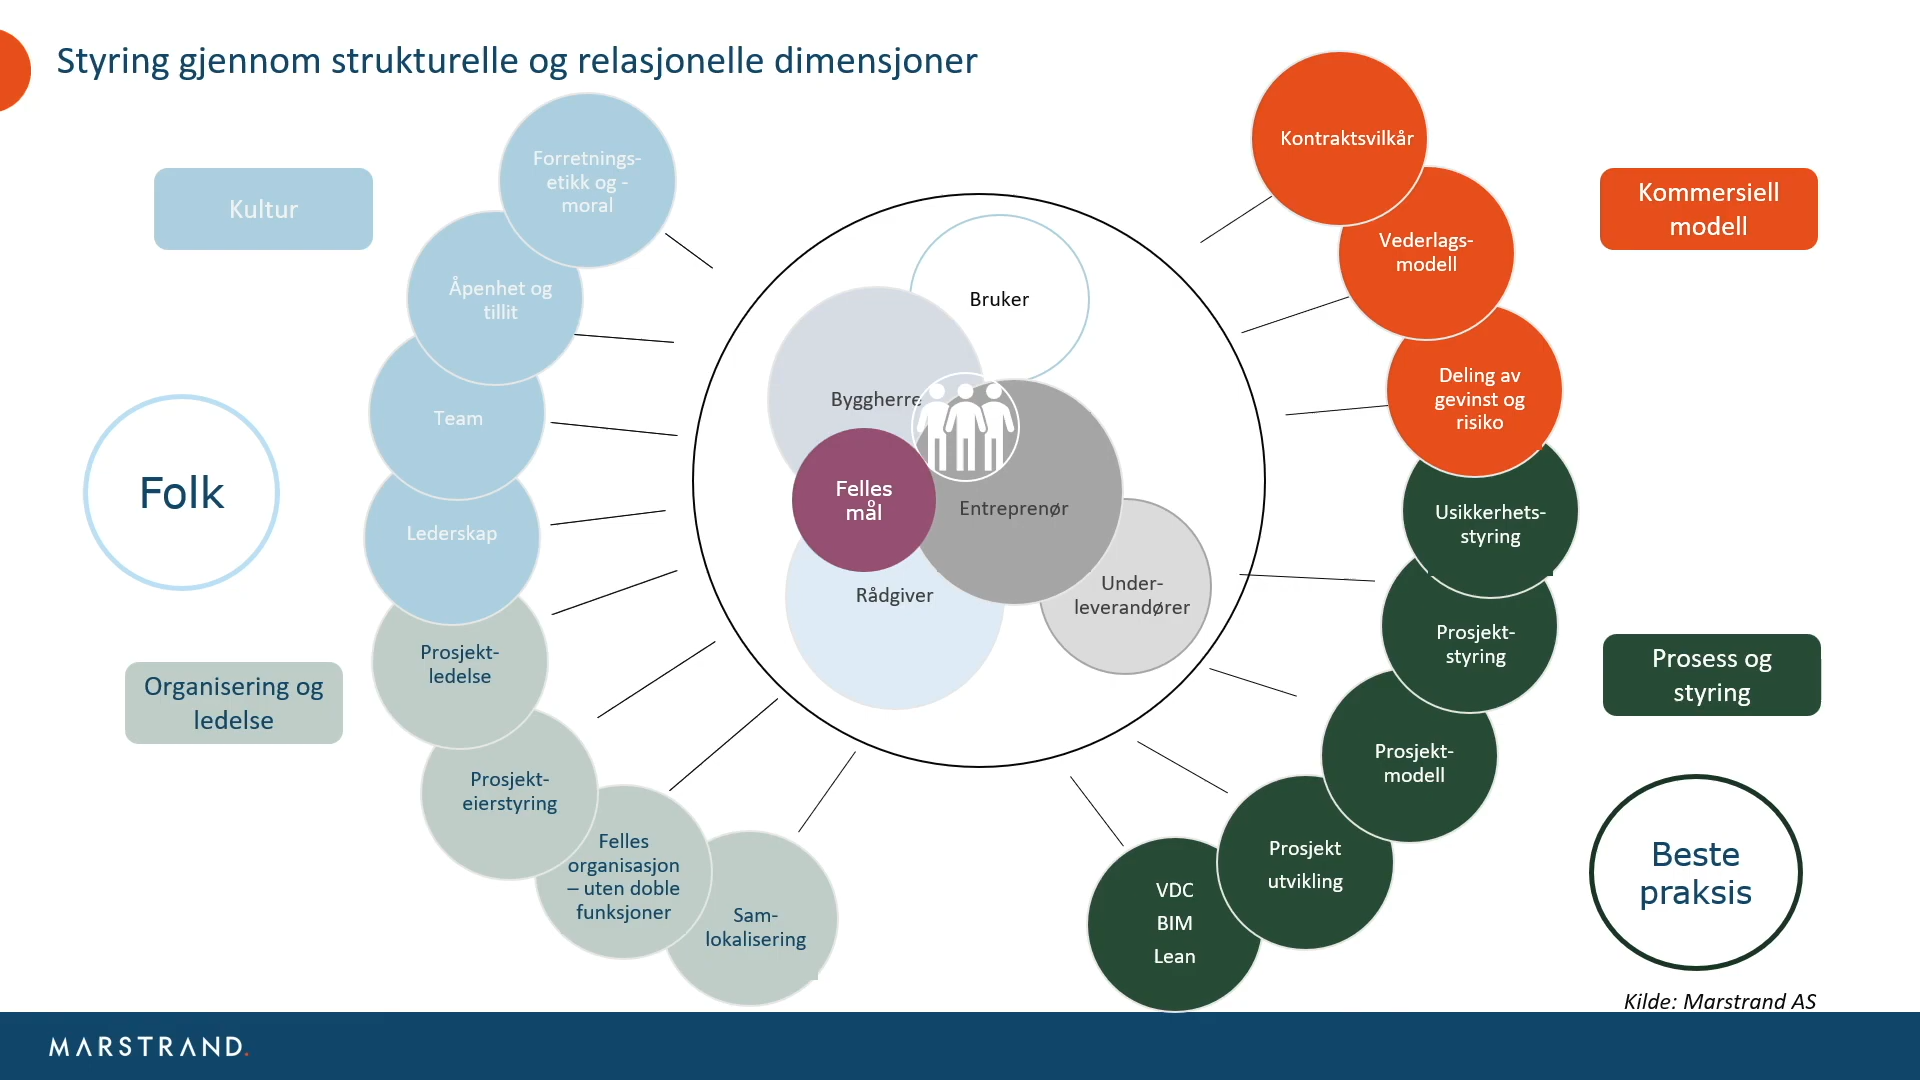 Styring gjennom strukturelle og relasjonelle dimensjoner
Kultur
Forretnings-
etikk og -
moral
Åpenhet og
tillit
Team
Lederskap
Folk
Organisering og
ledelse
Prosjekt-
ledelse
Prosjekt-
eierstyring
Felles
organisasjon
– uten doble
funksjoner
Sam-
lokalisering
Bruker
Byggherre
Felles
mål
Entreprenør
Rådgiver
Under-
leverandører
Kontraktsvilkår
Vederlags-
modell
Deling av
gevinst og
risiko
Kommersiell
modell
Usikkerhets-
styring
Prosjekt-
styring
Prosjekt-
modell
Prosjekt
utvikling
VDC
BIM
Lean
Prosess og
styring
Beste
praksis
Kilde: Marstrand AS
MARSTRAND.